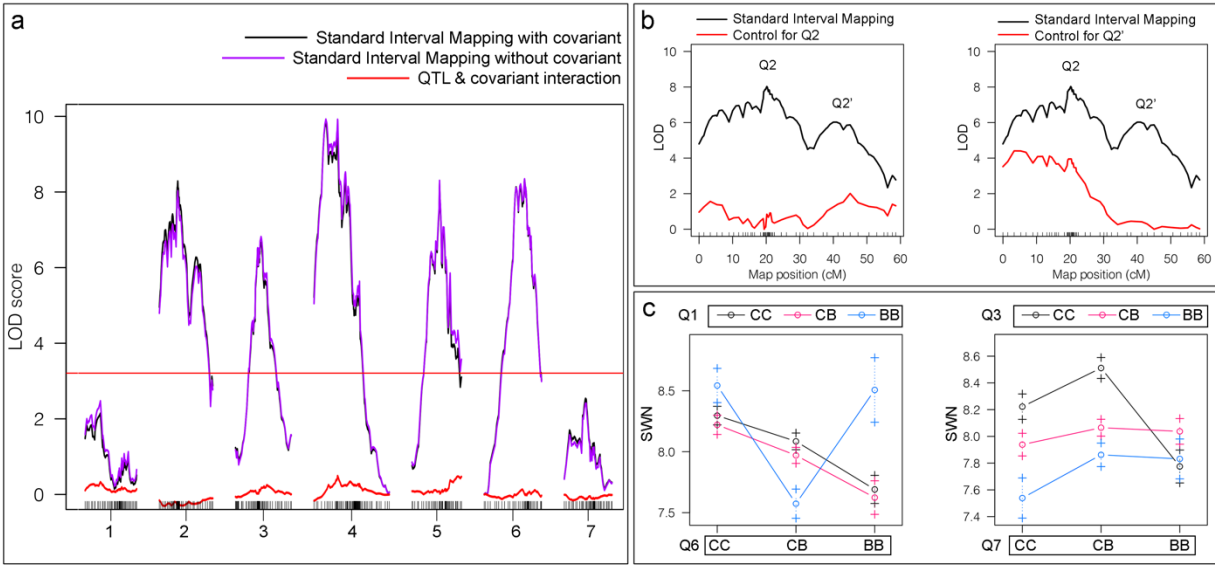 a
Standard Interval Mapping with covariant
Standard Interval Mapping without covariant
QTL & covariant interaction
LOD score
10
8
6
4
2
0
1 2 3 4 5 6 7
b
Standard Interval Mapping
Control for Q2
LOD
10
8
6
4
2
0
Q2
Q2'
0 10 20 30 40 50 60
Map position (cM)
Standard Interval Mapping
Control for Q2'
LOD
10
8
6
4
2
0
Q2
Q2'
0 10 20 30 40 50 60
Map position (cM)
c
Q1 CC CB BB
SWN
8.5
8.0
7.5
Q6 CC CB BB
Q3 CC CB BB
SWN
8.6
8.4
8.2
8.0
7.8
7.6
7.4
Q7 CC CB BB